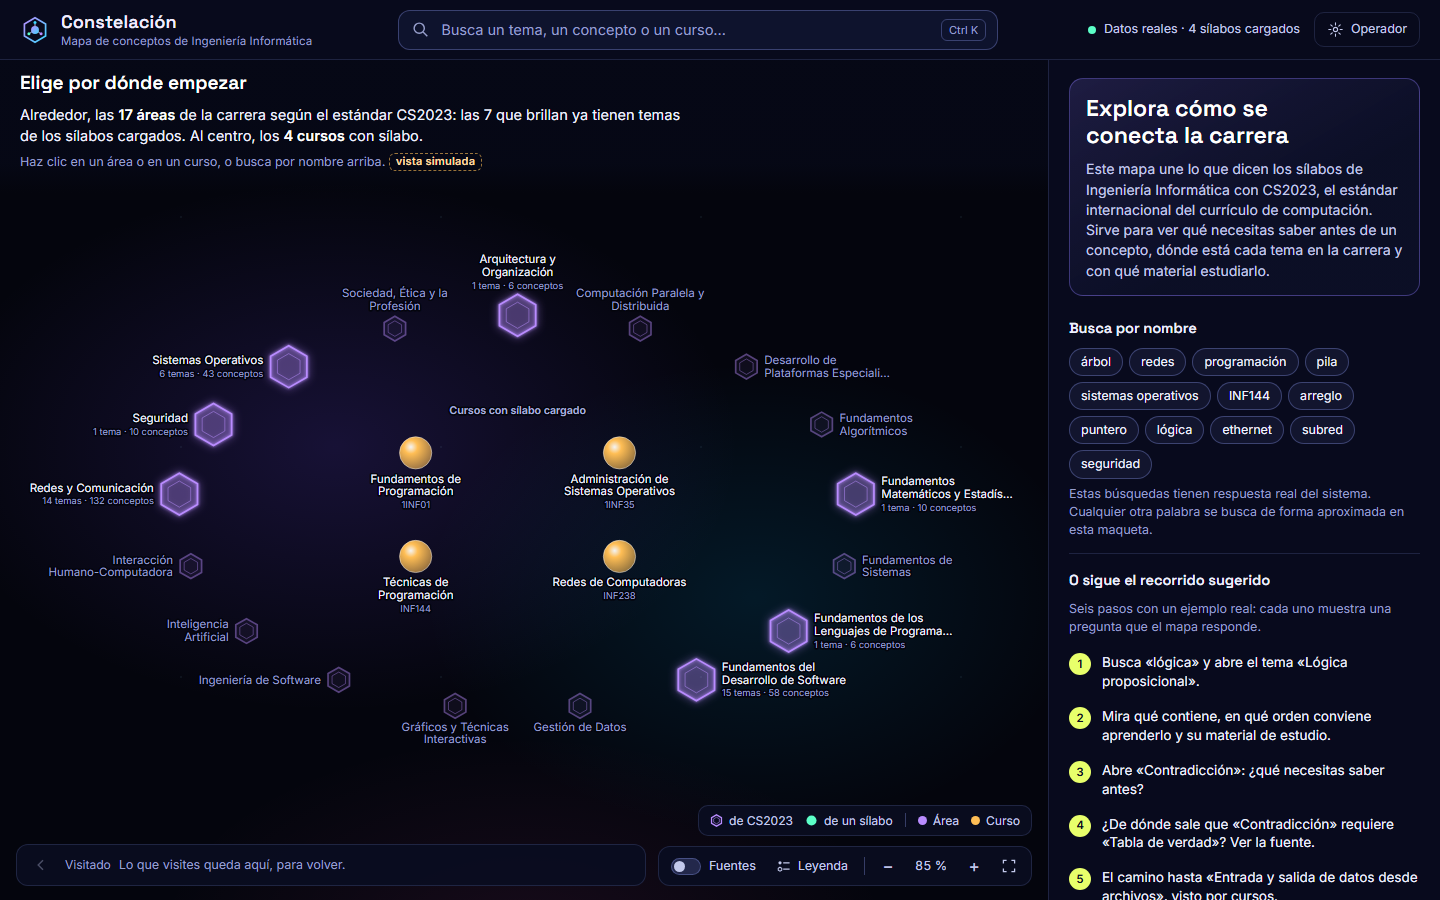 Constelación
Mapa de conceptos de Ingeniería Informática
Busca un tema, un concepto o un curso...
Ctrl K
Datos reales · 4 sílabos cargados
Operador
Elige por dónde empezar
Alrededor, las 17 áreas de la carrera según el estándar CS2023: las 7 que brillan ya tienen temas
de los sílabos cargados. Al centro, los 4 cursos con sílabo.
Haz clic en un área o en un curso, o busca por nombre arriba. vista simulada
Arquitectura y
Organización
1 tema · 6 conceptos
Sociedad, Ética y la
Profesión
Computación Paralela y
Distribuida
Sistemas Operativos
6 temas · 43 conceptos
Desarrollo de
Plataformas Especiali...
Seguridad
1 tema · 10 conceptos
Cursos con sílabo cargado
Fundamentos
Algorítmicos
Redes y Comunicación
14 temas · 132 conceptos
Fundamentos de
Programación
1INF01
Administración de
Sistemas Operativos
1INF35
Fundamentos
Matemáticos y Estadís...
1 tema · 10 conceptos
Interacción
Humano-Computadora
Técnicas de
Programación
INF144
Redes de Computadoras
INF238
Fundamentos de
Sistemas
Inteligencia
Artificial
Fundamentos de los
Lenguajes de Programa...
1 tema · 6 conceptos
Ingeniería de Software
Fundamentos del
Desarrollo de Software
15 temas · 58 conceptos
Gráficos y Técnicas
Interactivas
Gestión de Datos
de CS2023
de un sílabo
Área
Curso
Visitado Lo que visites queda aquí, para volver.
Fuentes
Leyenda
− 85 % +
Explora cómo se
conecta la carrera
Este mapa une lo que dicen los sílabos de
Ingeniería Informática con CS2023, el estándar
internacional del currículo de computación.
Sirve para ver qué necesitas saber antes de un
concepto, dónde está cada tema en la carrera y
con qué material estudiarlo.
Busca por nombre
árbol redes programación pila
sistemas operativos INF144 arreglo
puntero lógica ethernet subred
seguridad
Estas búsquedas tienen respuesta real del sistema.
Cualquier otra palabra se busca de forma aproximada en
esta maqueta.
O sigue el recorrido sugerido
Seis pasos con un ejemplo real: cada uno muestra una
pregunta que el mapa responde.
1 Busca «lógica» y abre el tema «Lógica
proposicional».
2 Mira qué contiene, en qué orden conviene
aprenderlo y su material de estudio.
3 Abre «Contradicción»: ¿qué necesitas saber
antes?
4 ¿De dónde sale que «Contradicción» requiere
«Tabla de verdad»? Ver la fuente.
5 El camino hasta «Entrada y salida de datos desde
archivos», visto por cursos.